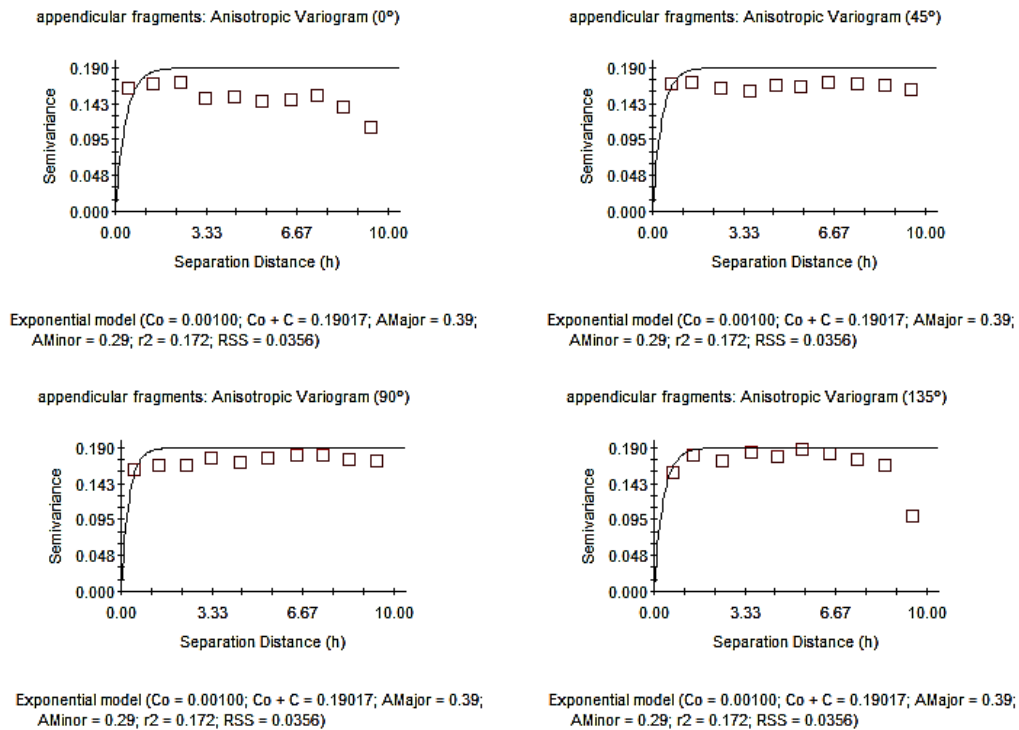 appendicular fragments: Anisotropic Variogram (0º)
0.190
0.143
0.095
0.048
0.000
Semivariance
0.00 3.33 6.67 10.00
Separation Distance (h)
Exponential model (Co = 0.00100; Co + C = 0.19017; AMajor = 0.39;
AMinor = 0.29; r2 = 0.172; RSS = 0.0356)
appendicular fragments: Anisotropic Variogram (45º)
0.190
0.143
0.095
0.048
0.000
Semivariance
0.00 3.33 6.67 10.00
Separation Distance (h)
Exponential model (Co = 0.00100; Co + C = 0.19017; AMajor = 0.39;
AMinor = 0.29; r2 = 0.172; RSS = 0.0356)
appendicular fragments: Anisotropic Variogram (90º)
0.190
0.143
0.095
0.048
0.000
Semivariance
0.00 3.33 6.67 10.00
Separation Distance (h)
Exponential model (Co = 0.00100; Co + C = 0.19017; AMajor = 0.39;
AMinor = 0.29; r2 = 0.172; RSS = 0.0356)
appendicular fragments: Anisotropic Variogram (135º)
0.190
0.143
0.095
0.048
0.000
Semivariance
0.00 3.33 6.67 10.00
Separation Distance (h)
Exponential model (Co = 0.00100; Co + C = 0.19017; AMajor = 0.39;
AMinor = 0.29; r2 = 0.172; RSS = 0.0356)